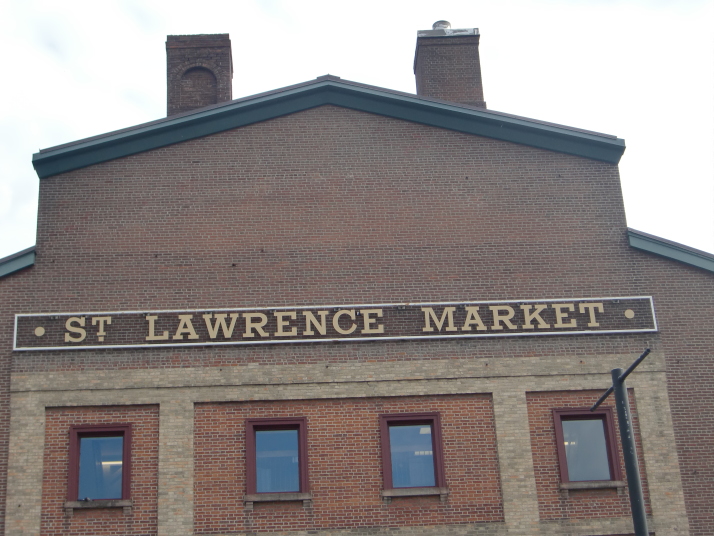 • ST. LAWRENCE MARKET •